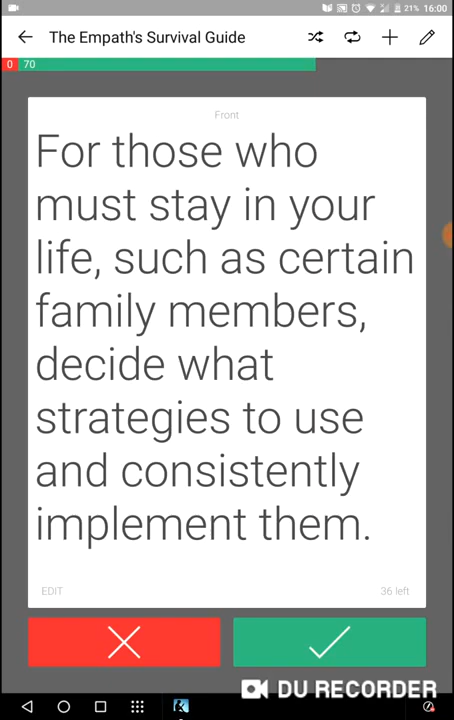 21% 16:00
The Empath's Survival Guide
0 70
Front
For those who
must stay in your
life, such as certain
family members,
decide what
strategies to use
and consistently
implement them.
EDIT 36 left
DU RECORDER